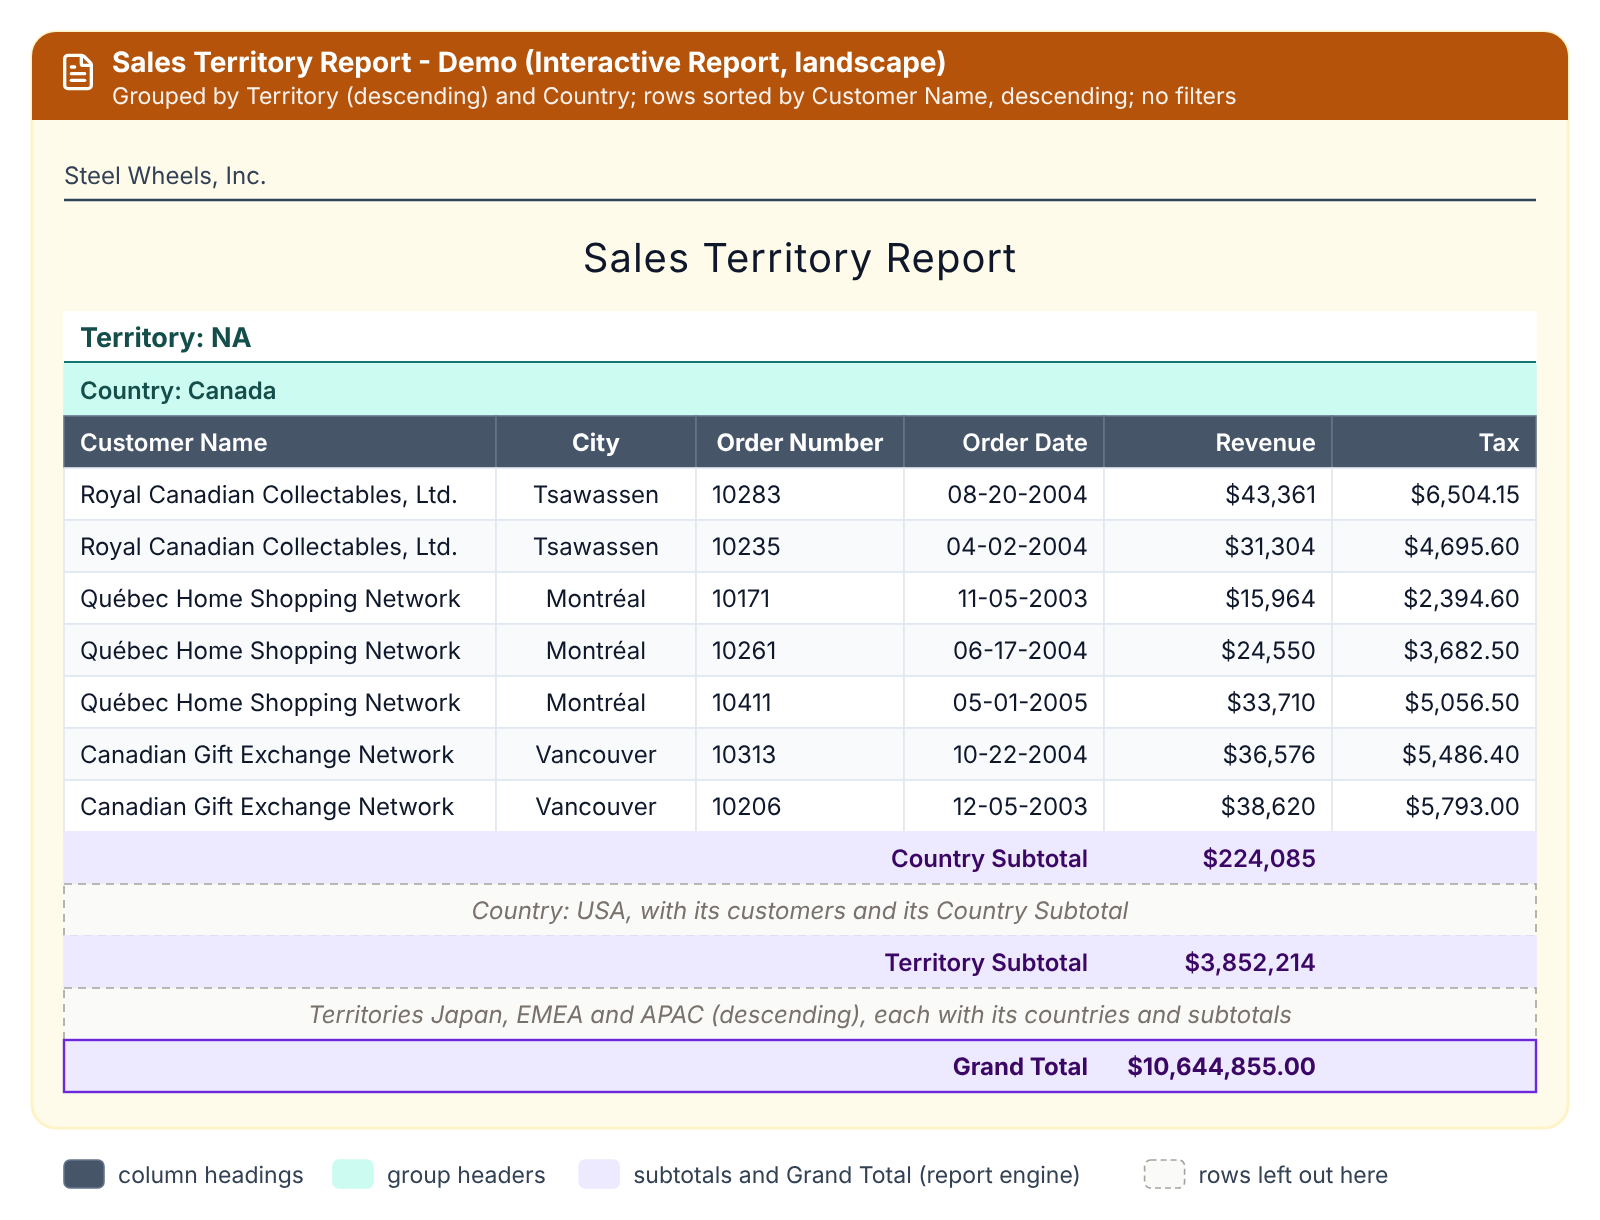 Sales Territory Report - Demo (Interactive Report, landscape)
Grouped by Territory (descending) and Country; rows sorted by Customer Name, descending; no filters
Steel Wheels, Inc.
Sales Territory Report
Territory: NA
Country: Canada
Customer Name City Order Number Order Date Revenue Tax
Royal Canadian Collectables, Ltd. Tsawassen 10283 08-20-2004 $43,361 $6,504.15
Royal Canadian Collectables, Ltd. Tsawassen 10235 04-02-2004 $31,304 $4,695.60
Québec Home Shopping Network Montréal 10171 11-05-2003 $15,964 $2,394.60
Québec Home Shopping Network Montréal 10261 06-17-2004 $24,550 $3,682.50
Québec Home Shopping Network Montréal 10411 05-01-2005 $33,710 $5,056.50
Canadian Gift Exchange Network Vancouver 10313 10-22-2004 $36,576 $5,486.40
Canadian Gift Exchange Network Vancouver 10206 12-05-2003 $38,620 $5,793.00
Country Subtotal $224,085
Country: USA, with its customers and its Country Subtotal
Territory Subtotal $3,852,214
Territories Japan, EMEA and APAC (descending), each with its countries and subtotals
Grand Total $10,644,855.00
column headings group headers subtotals and Grand Total (report engine) rows left out here